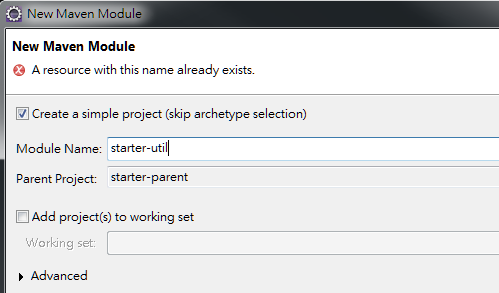 New Maven Module
New Maven Module
A resource with this name already exists.
Create a simple project (skip archetype selection)
Module Name: starter-util
Parent Project: starter-parent
Add project(s) to working set
Working set:
Advanced